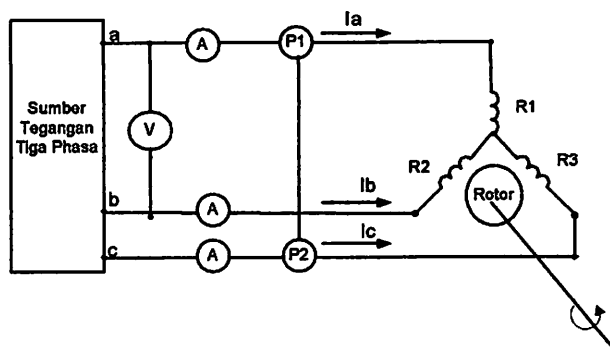 Sumber
Tegangan
Tiga Phasa
a
A
P1
Ia
V
R1
R2
R3
Rotor
b
A
Ib
c
A
P2
Ic